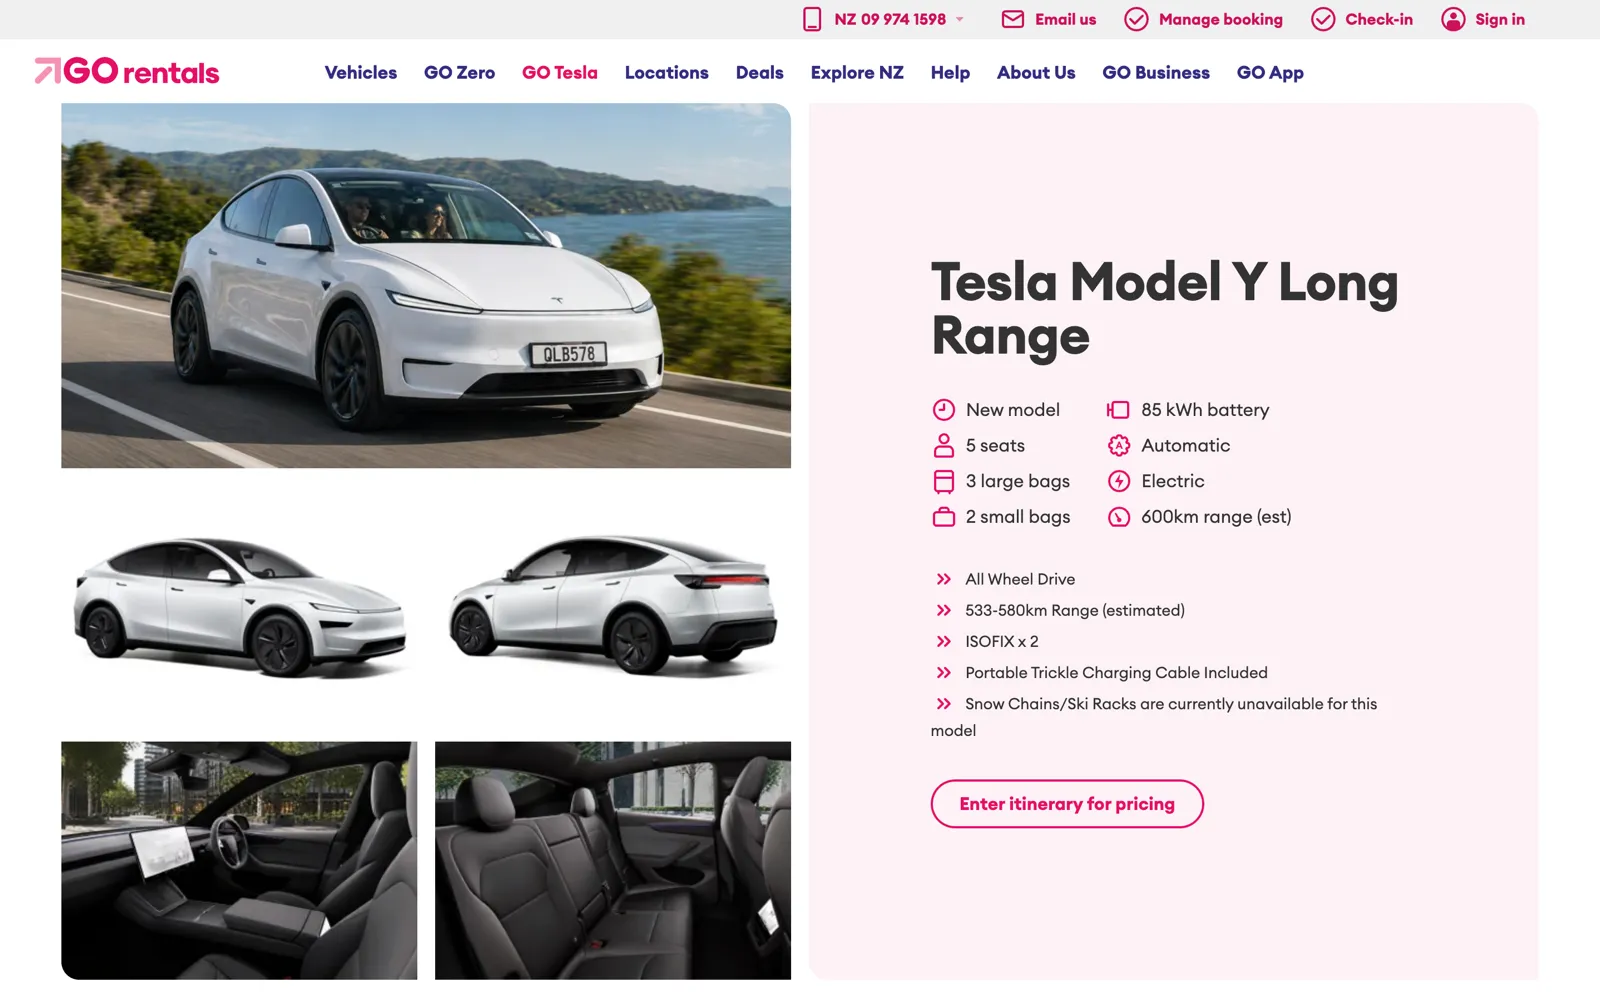 NZ 09 974 1598
Email us
Manage booking
Check-in
Sign in
GO rentals
Vehicles
GO Zero
GO Tesla
Locations
Deals
Explore NZ
Help
About Us
GO Business
GO App
QLB578
Tesla Model Y Long
Range
New model
85 kWh battery
5 seats
A
Automatic
3 large bags
Electric
2 small bags
600km range (est)
All Wheel Drive
533-580km Range (estimated)
ISOFIX x 2
Portable Trickle Charging Cable Included
Snow Chains/Ski Racks are currently unavailable for this
model
Enter itinerary for pricing